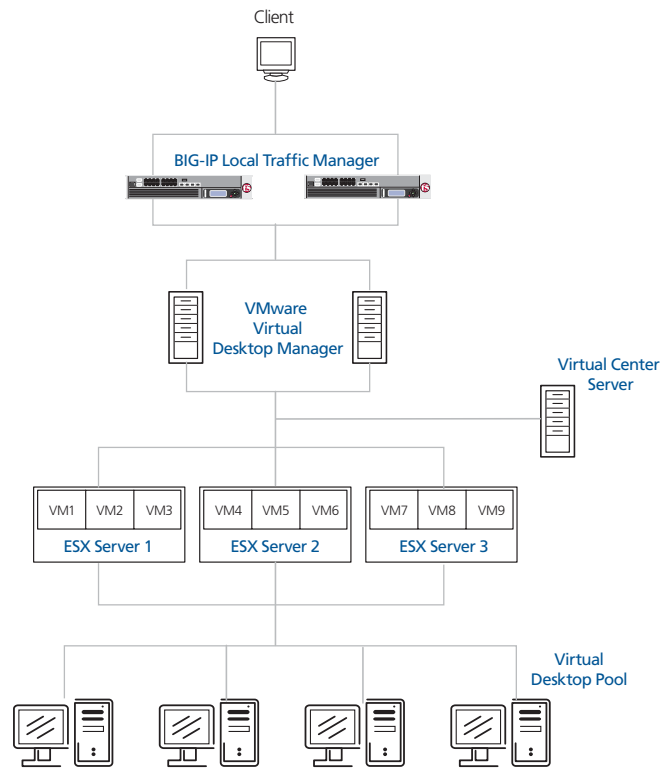 Client
BIG-IP Local Traffic Manager
VMware
Virtual
Desktop Manager
Virtual Center
Server
VM1 VM2 VM3
VM4 VM5 VM6
VM7 VM8 VM9
ESX Server 1
ESX Server 2
ESX Server 3
Virtual
Desktop Pool